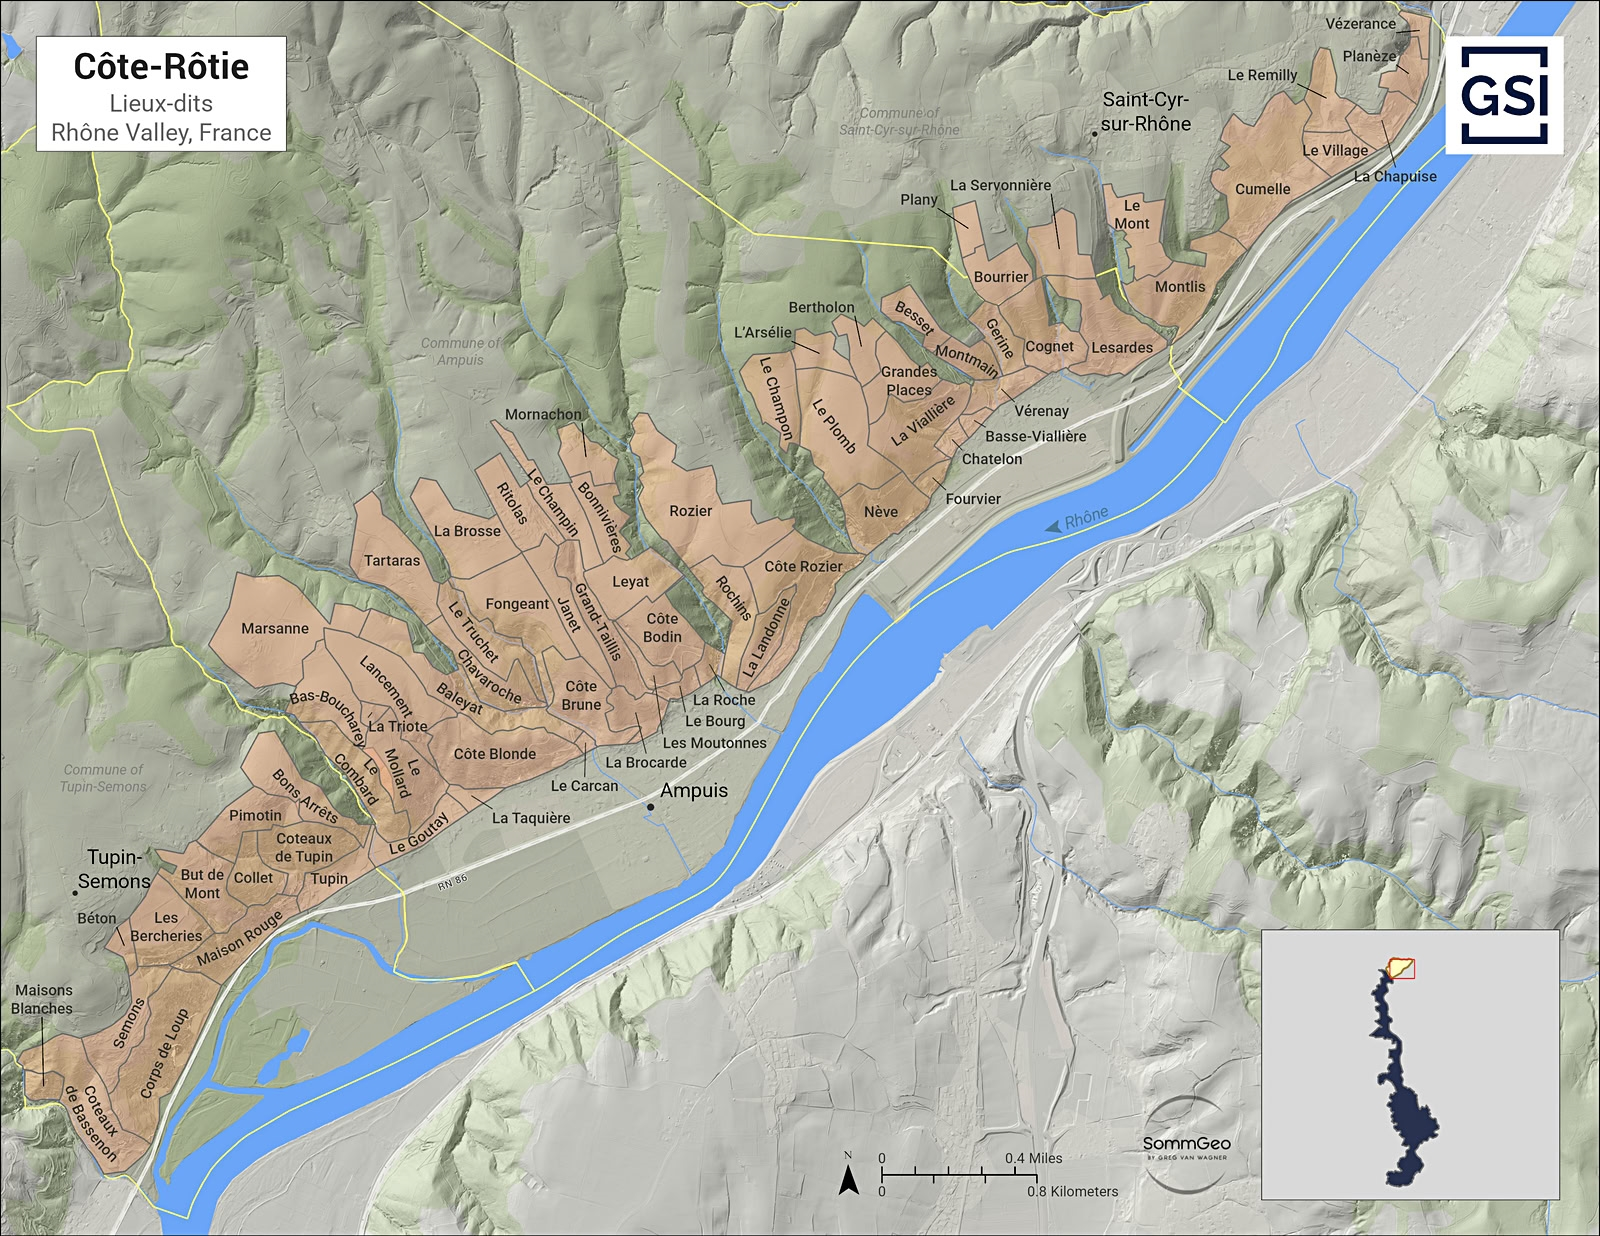 Côte-Rôtie
Lieux-dits
Rhône Valley, France
GSI
Vézerance
Planèze
Le Remilly
Saint-Cyr-
sur-Rhône
Commune of
Saint-Cyr-sur-Rhône
Le Village
La Chapuise
Cumelle
La Servonnière
Plany
Le
Mont
Bourrier
Montlis
Bertholon
Besset
L'Arsélie
Gerine
Cognet
Lesardes
Montmain
Commune of
Ampuis
Grandes
Places
Le Champon
Le Plomb
La Viallière
Vérenay
Basse-Viallière
Chatelon
Fourvier
Nève
Rhône
Mornachon
Le Champin
Ritolas
Bonnivières
Rozier
La Brosse
Tartaras
Côte Rozier
Leyat
Rochins
Fongeant
Janet
Grand-Taillis
La Landonne
Le Truchet
Côte
Bodin
Marsanne
Chavaroche
Lancement
Baleyat
Côte
Brune
Bas-Boucharey
La Triote
La Roche
Le Bourg
Les Moutonnes
La Brocarde
Côte Blonde
Le
Mollard
Le
Combard
Le Carcan
Ampuis
Commune of
Tupin-Semons
Bons Arrêts
La Taquière
Le Goutay
Pimotin
Coteaux
de Tupin
Tupin-
Semons
But de
Mont
Collet
Tupin
RN 86
Béton
Les
Bercheries
Maison Rouge
Maisons
Blanches
Semons
Corps de Loup
Coteaux
de Bassenon
N
0
0.4 Miles
0
0.8 Kilometers
SommGeo
BY GREG VAN WAGNER